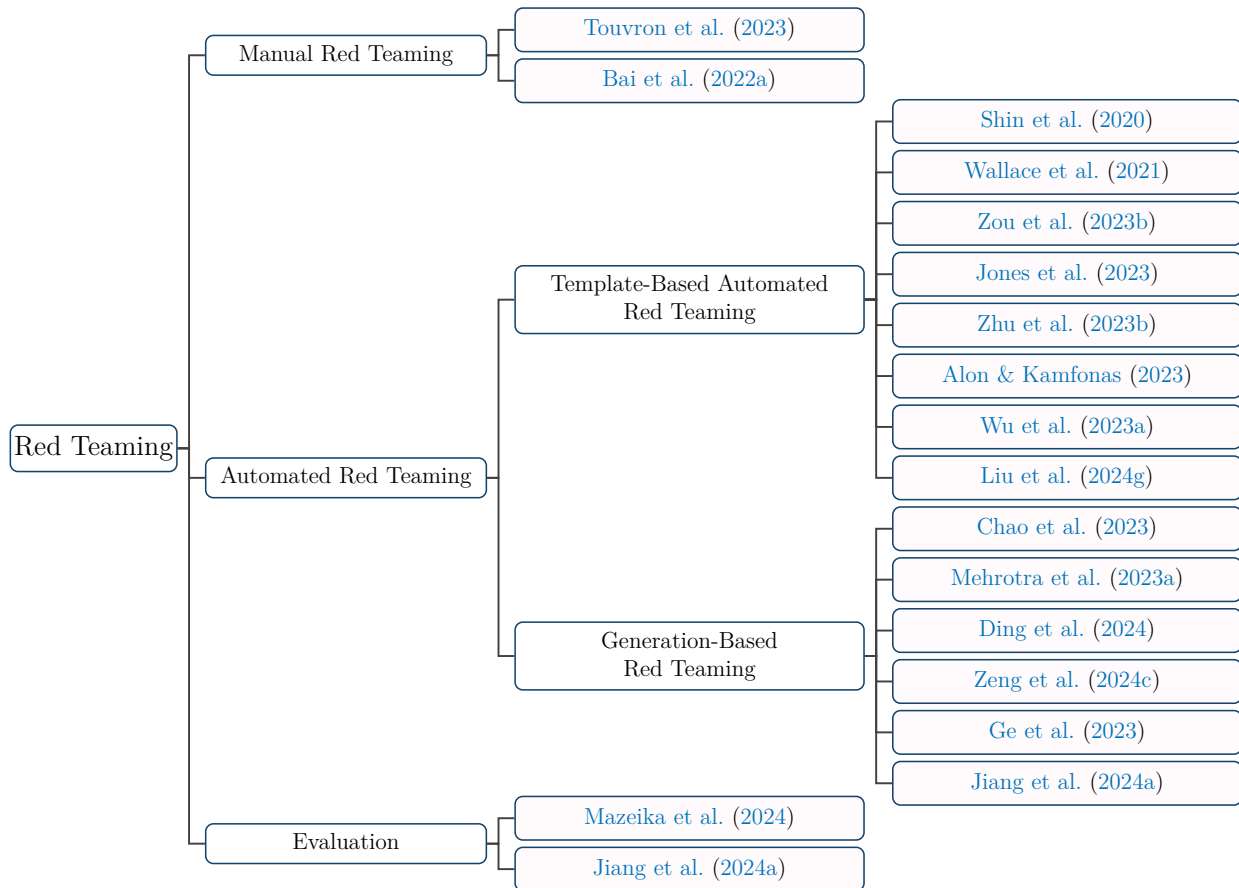 Red Teaming
Manual Red Teaming
Touvron et al. (2023)
Bai et al. (2022a)
Automated Red Teaming
Template-Based Automated
Red Teaming
Shin et al. (2020)
Wallace et al. (2021)
Zou et al. (2023b)
Jones et al. (2023)
Zhu et al. (2023b)
Alon & Kamfonas (2023)
Wu et al. (2023a)
Liu et al. (2024g)
Generation-Based
Red Teaming
Chao et al. (2023)
Mehrotra et al. (2023a)
Ding et al. (2024)
Zeng et al. (2024c)
Ge et al. (2023)
Jiang et al. (2024a)
Evaluation
Mazeika et al. (2024)
Jiang et al. (2024a)